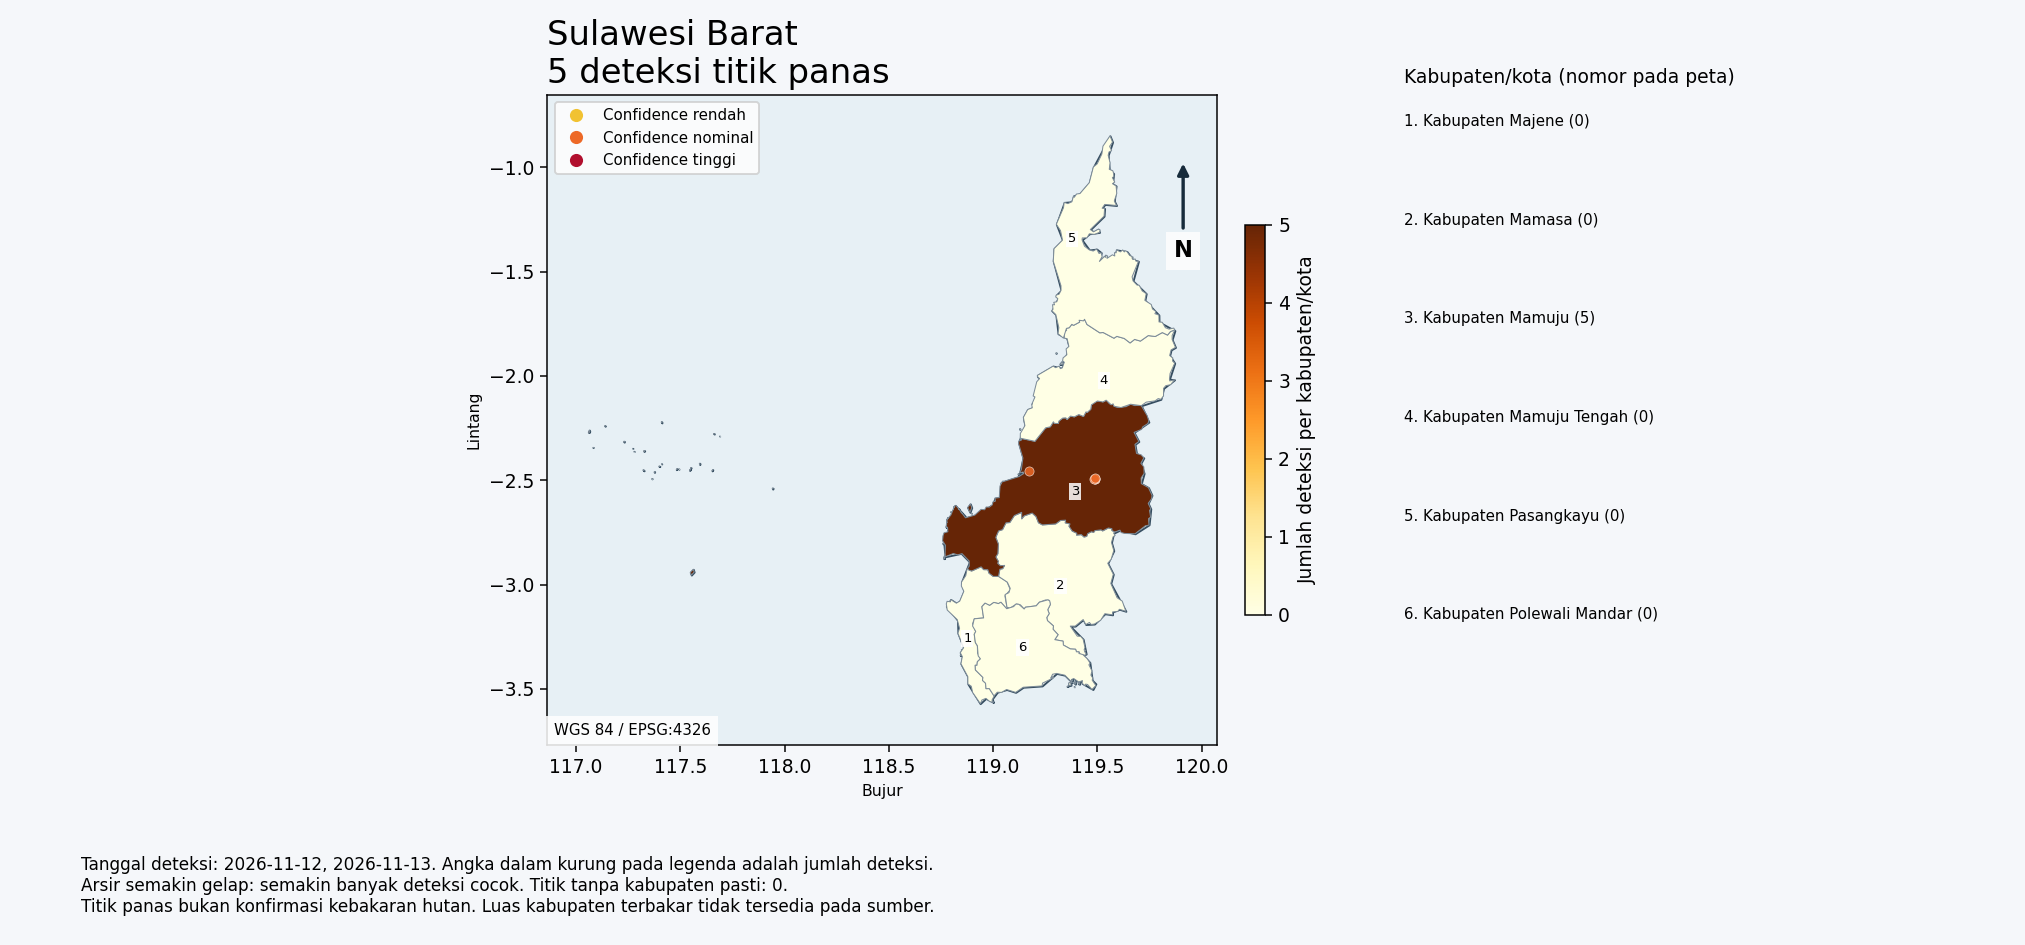 Sulawesi Barat
5 deteksi titik panas
Confidence rendah
Confidence nominal
Confidence tinggi
Kabupaten/kota (nomor pada peta)
1. Kabupaten Majene (0)
2. Kabupaten Mamasa (0)
3. Kabupaten Mamuju (5)
4. Kabupaten Mamuju Tengah (0)
5. Kabupaten Pasangkayu (0)
6. Kabupaten Polewali Mandar (0)
N
5
4
3
2
1
6
−1.0
−1.5
−2.0
−2.5
−3.0
−3.5
Lintang
WGS 84 / EPSG:4326
117.0 117.5 118.0 118.5 119.0 119.5 120.0
Bujur
5
4
3
2
1
0
Jumlah deteksi per kabupaten/kota
Tanggal deteksi: 2026-11-12, 2026-11-13. Angka dalam kurung pada legenda adalah jumlah deteksi.
Arsir semakin gelap: semakin banyak deteksi cocok. Titik tanpa kabupaten pasti: 0.
Titik panas bukan konfirmasi kebakaran hutan. Luas kabupaten terbakar tidak tersedia pada sumber.